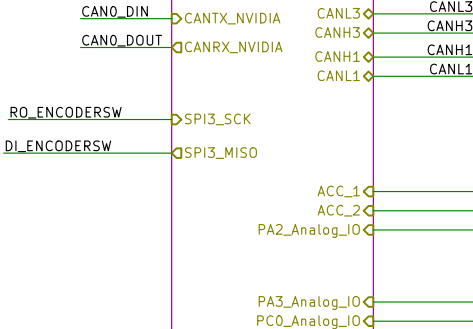 CAN0_DIN
CANTX_NVIDIA
CAN0_DOUT
CANRX_NVIDIA
RO_ENCODERSW
SPI3_SCK
DI_ENCODERSW
SPI3_MISO
CANL3
CANL3
CANH3
CANH3
CANH1
CANH1
CANL1
CANL1
ACC_1
ACC_2
PA2_Analog_IO
PA3_Analog_IO
PC0_Analog_IO